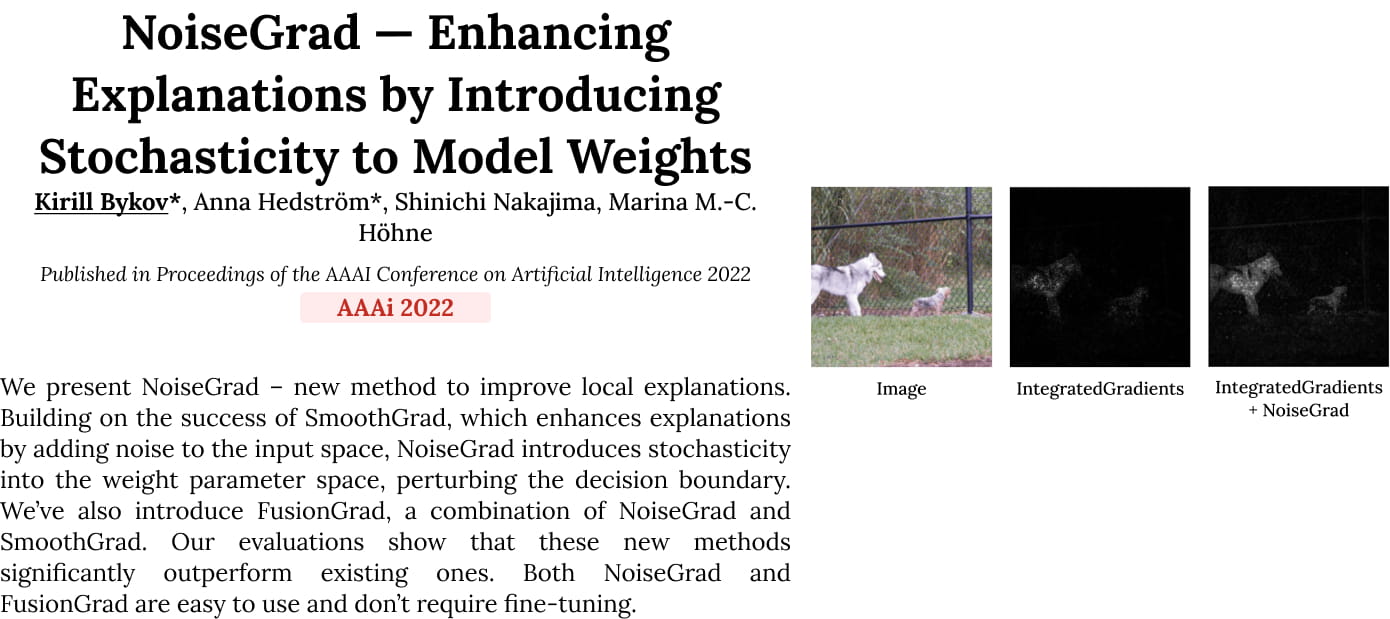 NoiseGrad — Enhancing
Explanations by Introducing
Stochasticity to Model Weights
Kirill Bykov*, Anna Hedström*, Shinichi Nakajima, Marina M.-C.
Höhne
Published in Proceedings of the AAAI Conference on Artificial Intelligence 2022
AAAi 2022
We present NoiseGrad – new method to improve local explanations.
Building on the success of SmoothGrad, which enhances explanations
by adding noise to the input space, NoiseGrad introduces stochasticity
into the weight parameter space, perturbing the decision boundary.
We’ve also introduce FusionGrad, a combination of NoiseGrad and
SmoothGrad. Our evaluations show that these new methods
significantly outperform existing ones. Both NoiseGrad and
FusionGrad are easy to use and don’t require fine-tuning.
Image
IntegratedGradients
IntegratedGradients
+ NoiseGrad